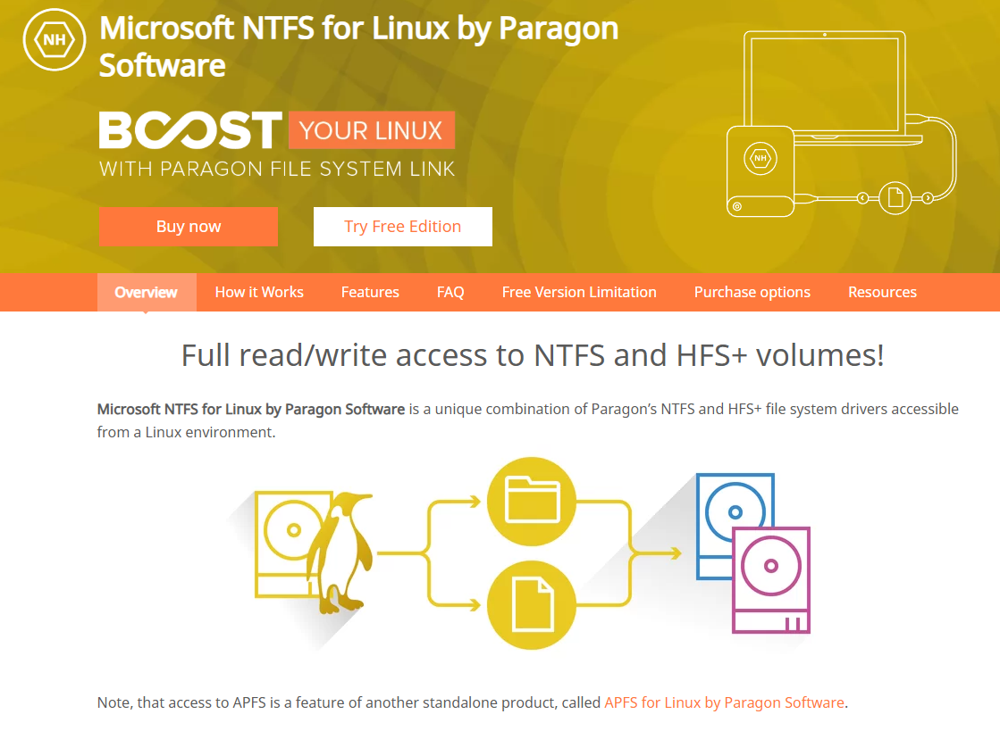 NH
Microsoft NTFS for Linux by Paragon
Software
BOOST YOUR LINUX
WITH PARAGON FILE SYSTEM LINK
Buy now
Try Free Edition
NH
Overview
How it Works
Features
FAQ
Free Version Limitation
Purchase options
Resources
Full read/write access to NTFS and HFS+ volumes!
Microsoft NTFS for Linux by Paragon Software is a unique combination of Paragon’s NTFS and HFS+ file system drivers accessible
from a Linux environment.
Note, that access to APFS is a feature of another standalone product, called APFS for Linux by Paragon Software.